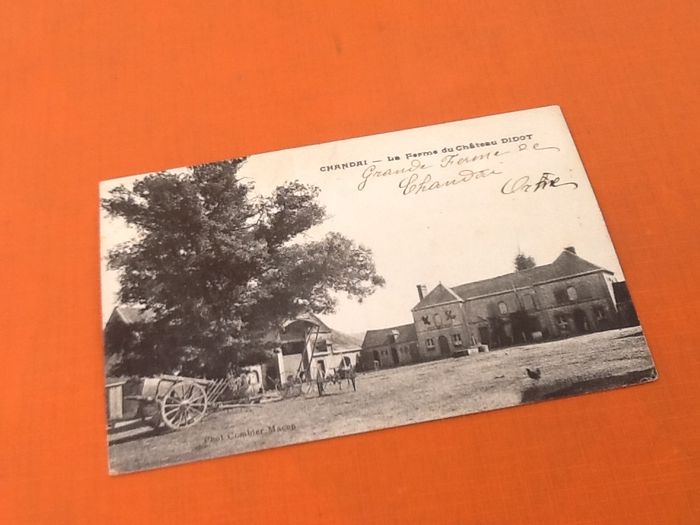 CHANDAI — La Ferme du Château DIDOT
Grande Ferme de
Chandai Orne
Phot Combier Macon